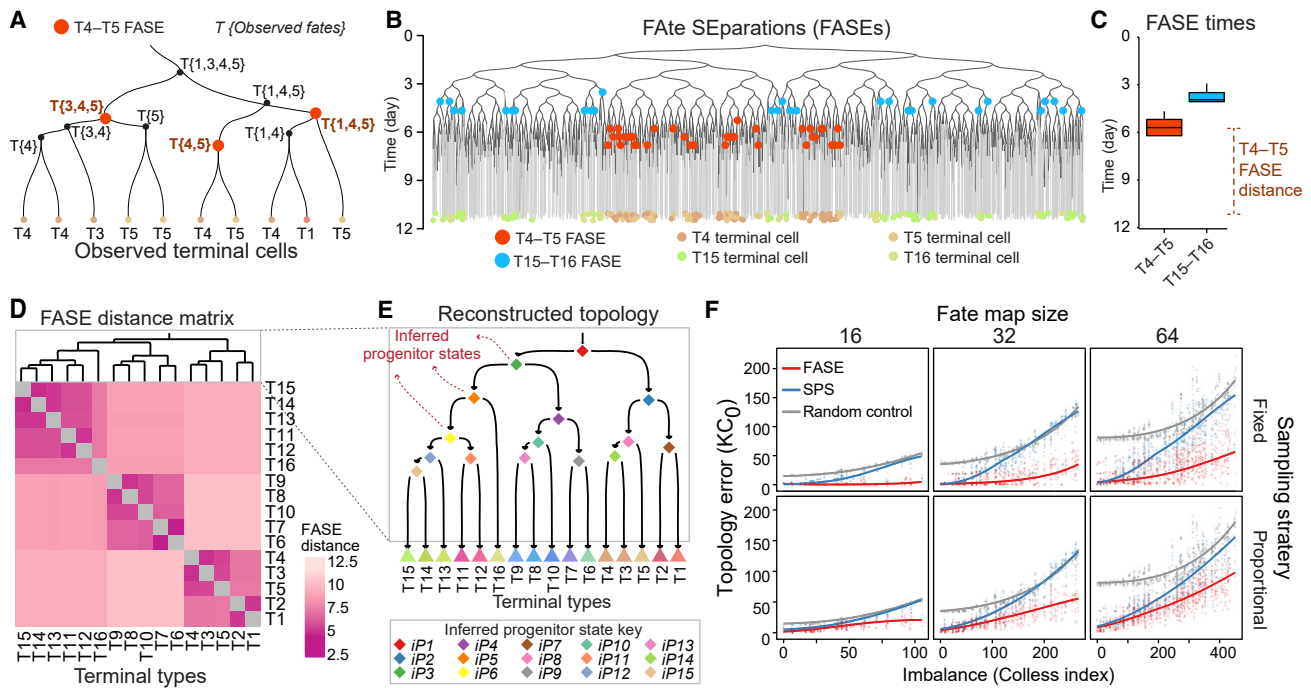 A
T4–T5 FASE
T {Observed fates}
T{1,3,4,5}
T{1,4,5}
T{3,4,5}
T{1,4,5}
T{3,4}
T{5}
T{4}
T{4,5}
T{1,4}
T4
T4
T3
T5
T5
T4
T5
T4
T1
T5
Observed terminal cells
B
FAte SEparations (FASEs)
Time (day)
0
3
6
9
12
T4–T5 FASE
T15–T16 FASE
T4 terminal cell
T15 terminal cell
T5 terminal cell
T16 terminal cell
C
FASE times
Time (day)
0
3
6
9
12
T4–T5
FASE
distance
T4–T5
T15–T16
D
FASE distance matrix
T15
T14
T13
T11
T12
T16
T9
T8
T10
T7
T6
T4
T3
T5
T2
T1
T15
T14
T13
T11
T12
T16
T9
T8
T10
T7
T6
T4
T3
T5
T2
T1
Terminal types
FASE
distance
12.5
10
7.5
5
2.5
E
Reconstructed topology
Inferred
progenitor states
T15
T14
T13
T11
T12
T16
T9
T8
T10
T7
T6
T4
T3
T5
T2
T1
Terminal types
Inferred progenitor state key
iP1
iP4
iP7
iP10
iP13
iP2
iP5
iP8
iP11
iP14
iP3
iP6
iP9
iP12
iP15
F
Fate map size
16
32
64
FASE
SPS
Random control
Topology error (KC0)
200
150
100
50
0
200
150
100
50
0
Fixed
Proportional
Sampling stratery
0
50
100
0
100
200
0
200
400
Imbalance (Colless index)